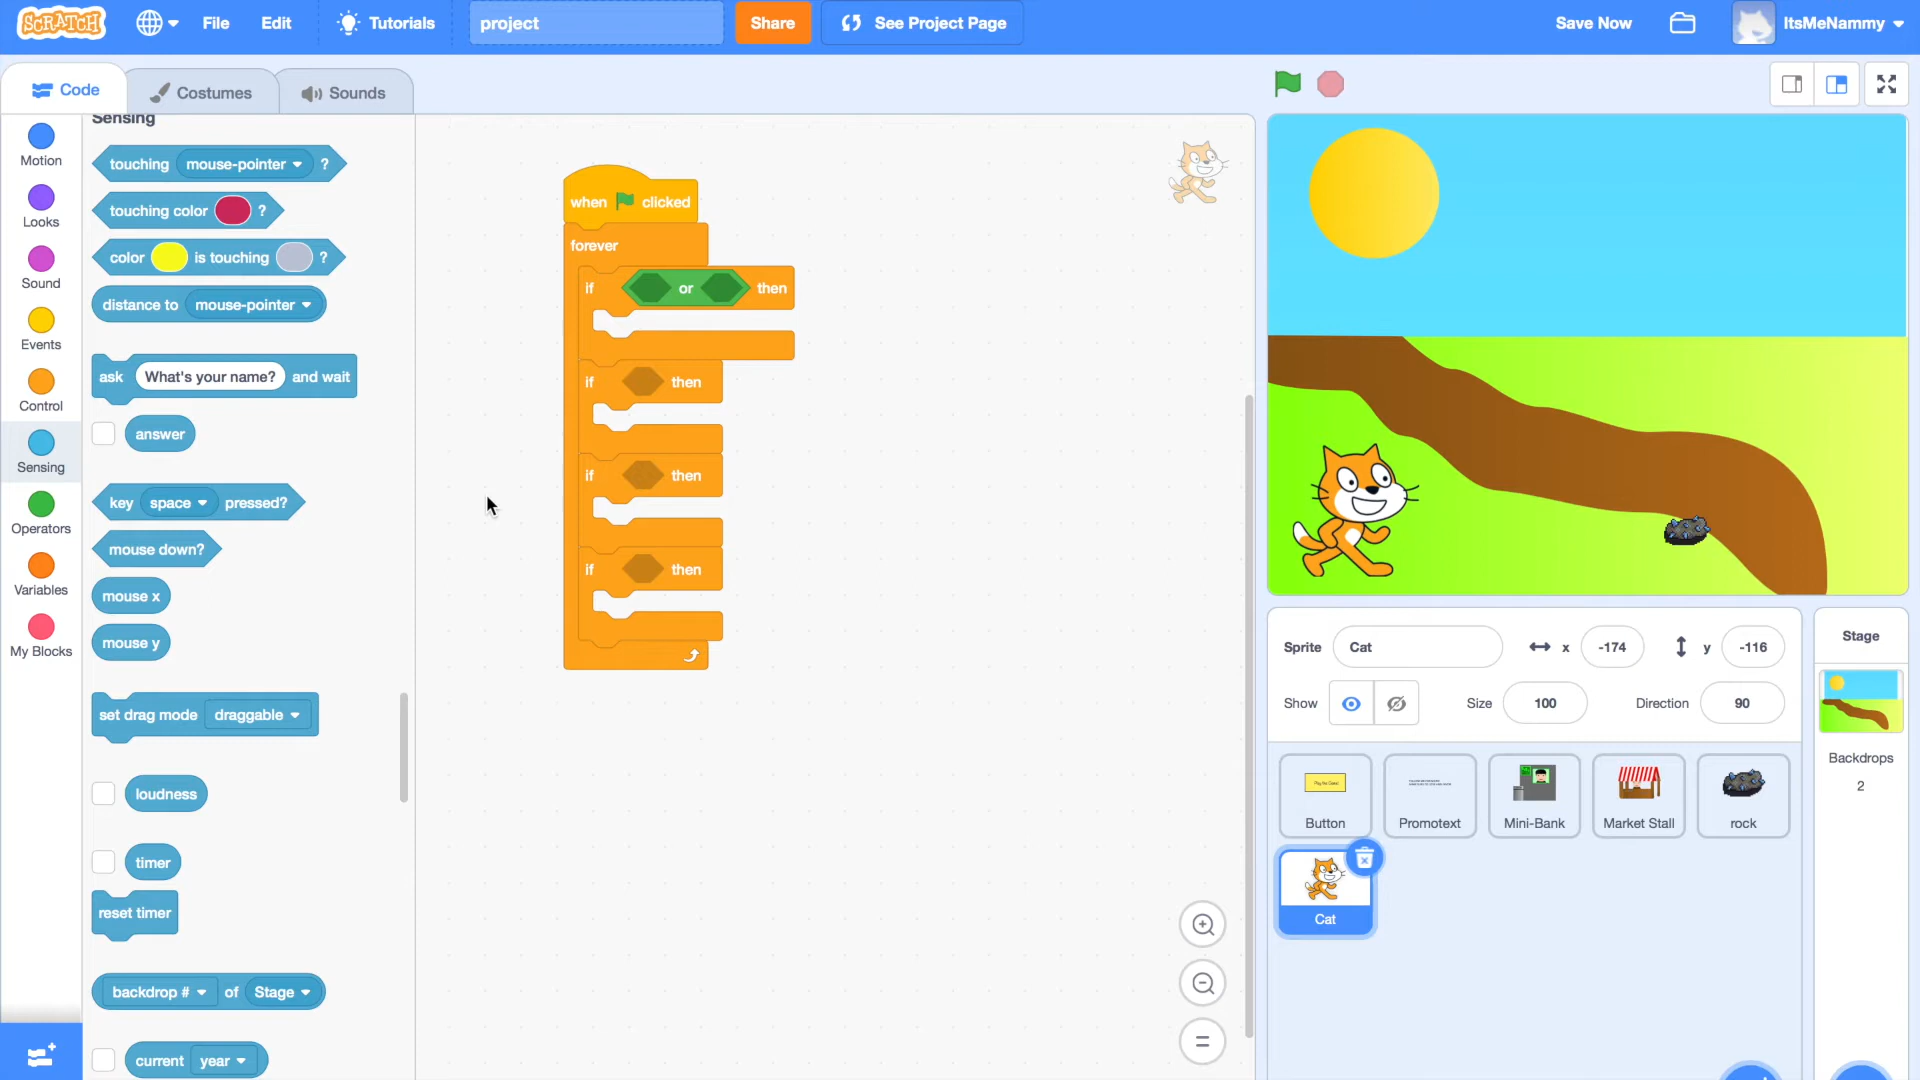 SCRATCH File Edit Tutorials project Share See Project Page Save Now ItsMeNammy
Code Costumes Sounds
Motion
Looks
Sound
Events
Control
Sensing
Operators
Variables
My Blocks
Sensing
touching mouse-pointer ?
touching color ?
color is touching ?
distance to mouse-pointer
ask What's your name? and wait
answer
key space pressed?
mouse down?
mouse x
mouse y
set drag mode draggable
loudness
timer
reset timer
backdrop # of Stage
current year
when clicked
forever
if or then
if then
if then
if then
Sprite Cat x -174 y -116
Show Size 100 Direction 90
Button Promotext Mini-Bank Market Stall rock
Cat
Stage
Backdrops
2